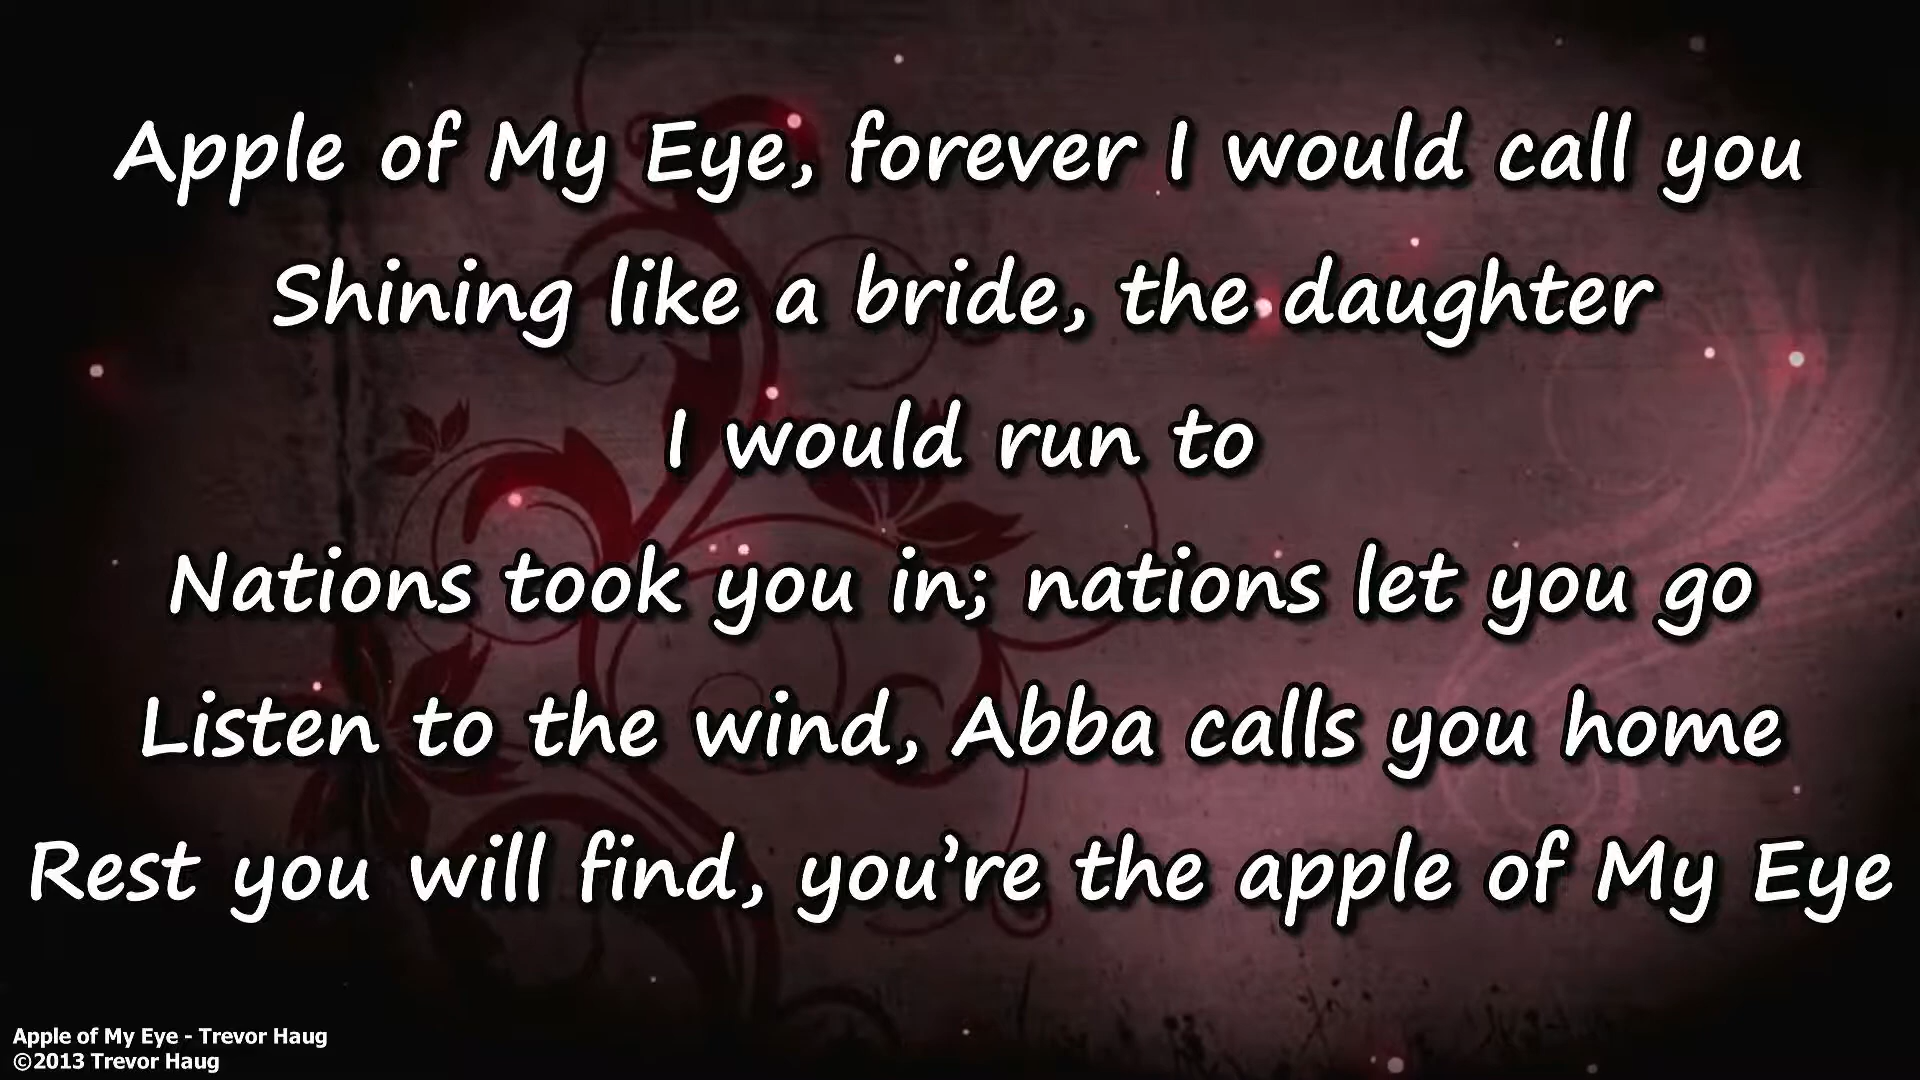 Apple of My Eye, forever I would call you
Shining like a bride, the daughter
I would run to
Nations took you in; nations let you go
Listen to the wind, Abba calls you home
Rest you will find, you’re the apple of My Eye
Apple of My Eye - Trevor Haug
©2013 Trevor Haug